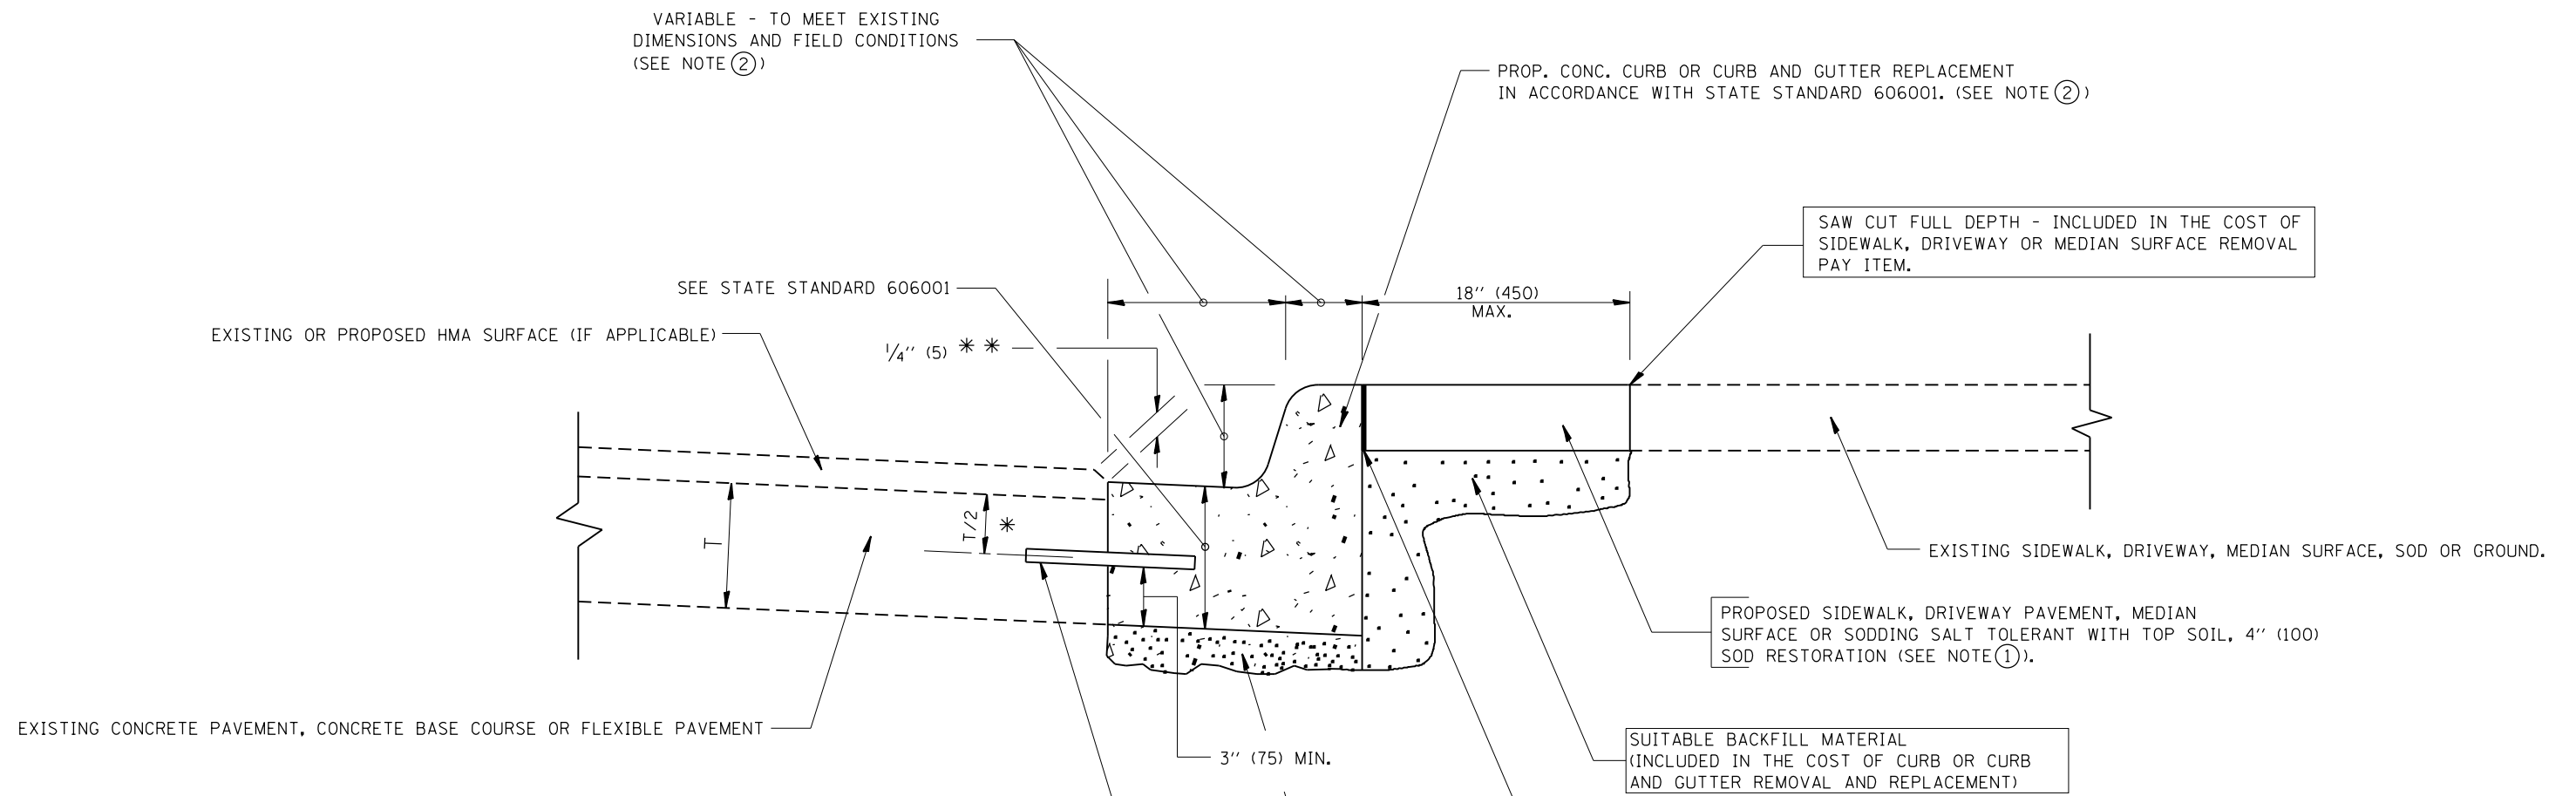 VARIABLE - TO MEET EXISTING
DIMENSIONS AND FIELD CONDITIONS
(SEE NOTE ②)
PROP. CONC. CURB OR CURB AND GUTTER REPLACEMENT
IN ACCORDANCE WITH STATE STANDARD 606001. (SEE NOTE ②)
SAW CUT FULL DEPTH - INCLUDED IN THE COST OF
SIDEWALK, DRIVEWAY OR MEDIAN SURFACE REMOVAL
PAY ITEM.
SEE STATE STANDARD 606001
18" (450)
MAX.
EXISTING OR PROPOSED HMA SURFACE (IF APPLICABLE)
1/4" (5) * *
T
T/2
*
EXISTING SIDEWALK, DRIVEWAY, MEDIAN SURFACE, SOD OR GROUND.
PROPOSED SIDEWALK, DRIVEWAY PAVEMENT, MEDIAN
SURFACE OR SODDING SALT TOLERANT WITH TOP SOIL, 4" (100)
SOD RESTORATION (SEE NOTE ①).
EXISTING CONCRETE PAVEMENT, CONCRETE BASE COURSE OR FLEXIBLE PAVEMENT
3" (75) MIN.
SUITABLE BACKFILL MATERIAL
(INCLUDED IN THE COST OF CURB OR CURB
AND GUTTER REMOVAL AND REPLACEMENT)